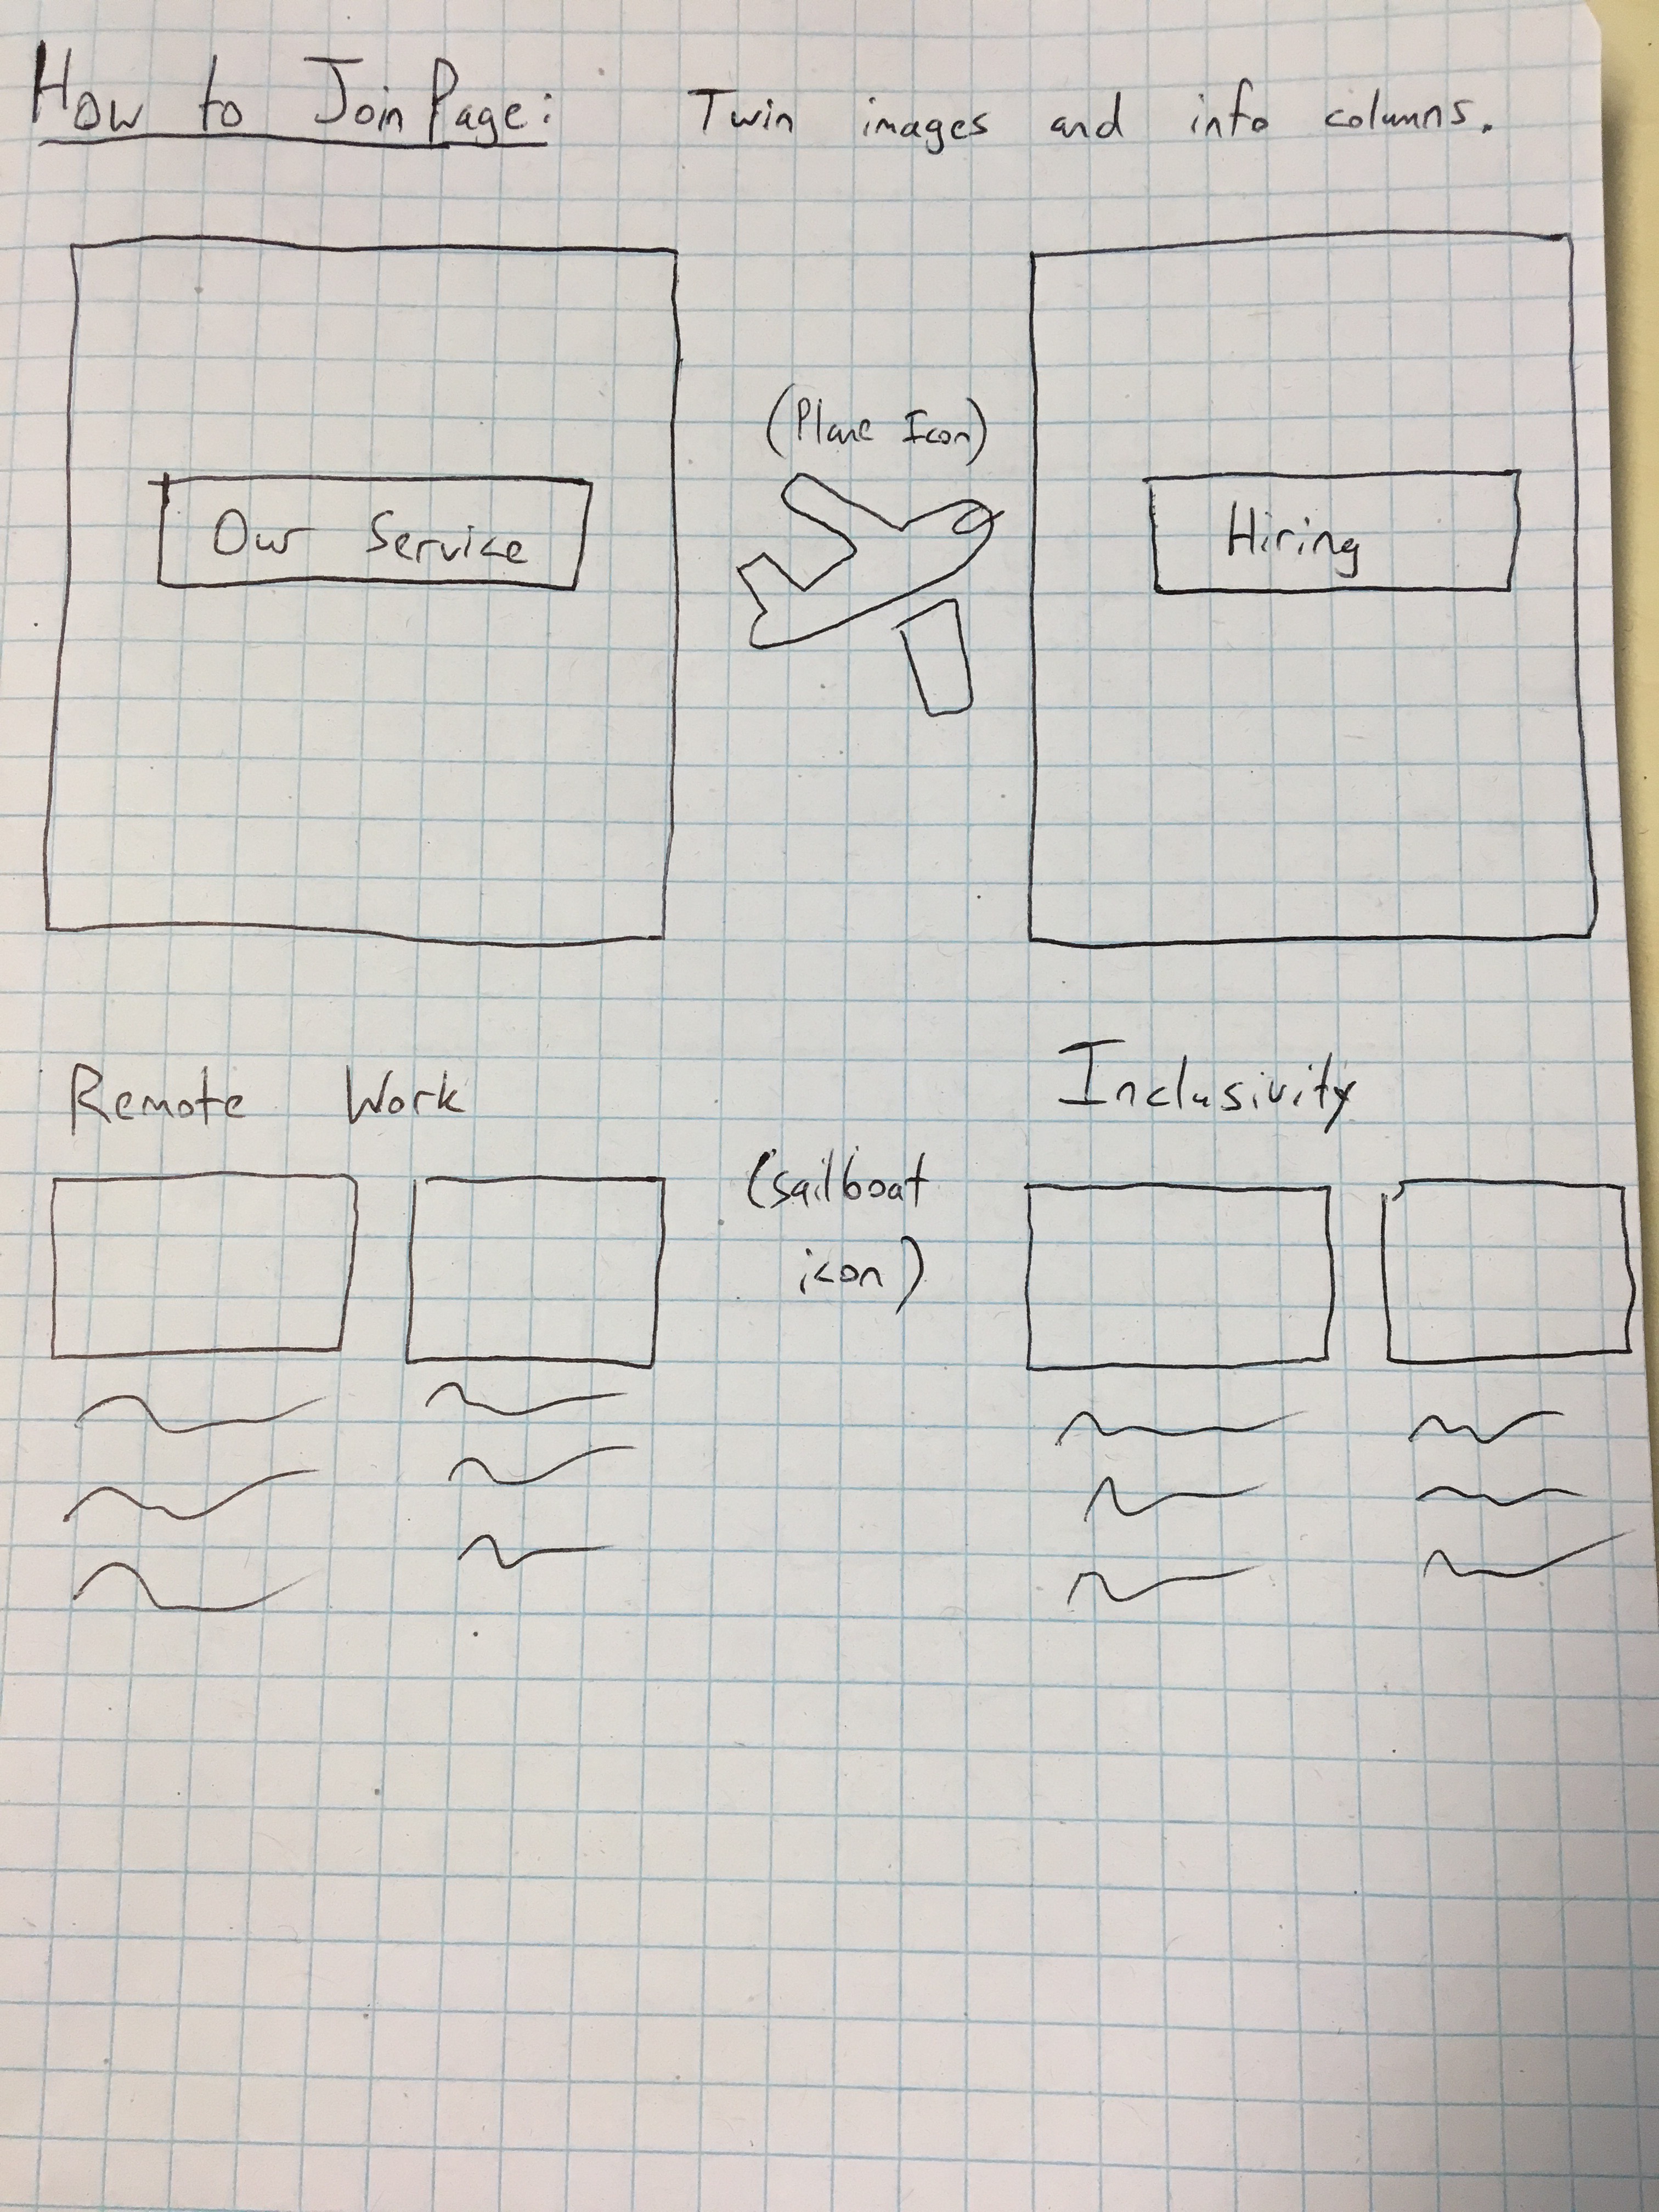 How to Join Page: Twin images and info columns.
(Plane Icon)
Our Service
Hiring
Remote Work
Inclusivity
(sailboat
icon)